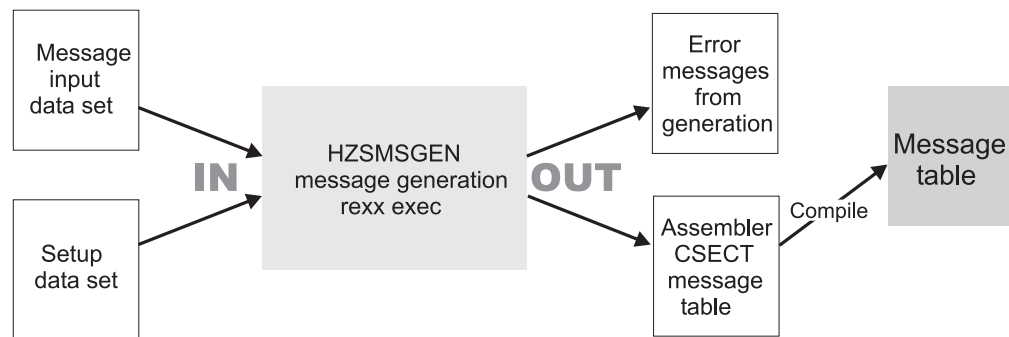 Message
input
data set
Setup
data set
IN
HZSMSGEN
message generation
rexx exec
OUT
Error
messages
from
generation
Assembler
CSECT
message
table
Compile
Message
table